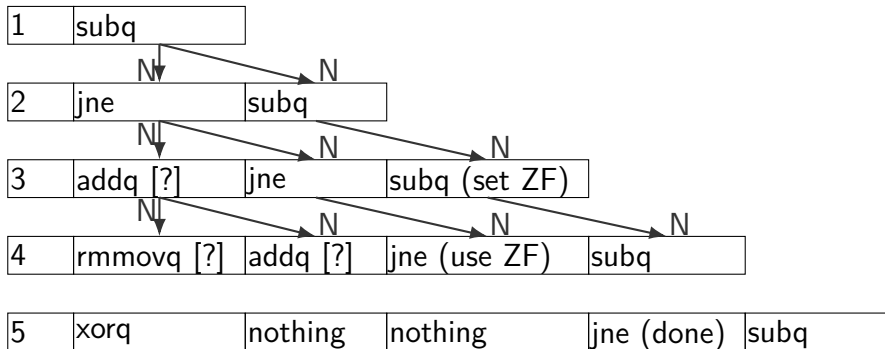 1 subq
N N
2 jne subq
N N N
3 addq [?] jne subq (set ZF)
N N N N
4 rmmovq [?] addq [?] jne (use ZF) subq
5 xorq nothing nothing jne (done) subq